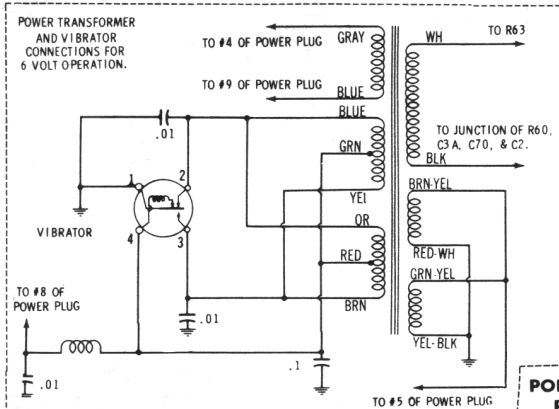 POWER TRANSFORMER
AND VIBRATOR
CONNECTIONS FOR
6 VOLT OPERATION.
TO #4 OF POWER PLUG
GRAY
WH
TO R63
TO #9 OF POWER PLUG
BLUE
BLUE
.01
GRN
TO JUNCTION OF R60,
C3A, C70, & C2.
BLK
1
2
YEL
BRN-YEL
VIBRATOR
OR
4
3
RED
RED-WH
GRN-YEL
TO #8 OF
POWER PLUG
BRN
.01
YEL-BLK
.1
.01
TO #5 OF POWER PLUG